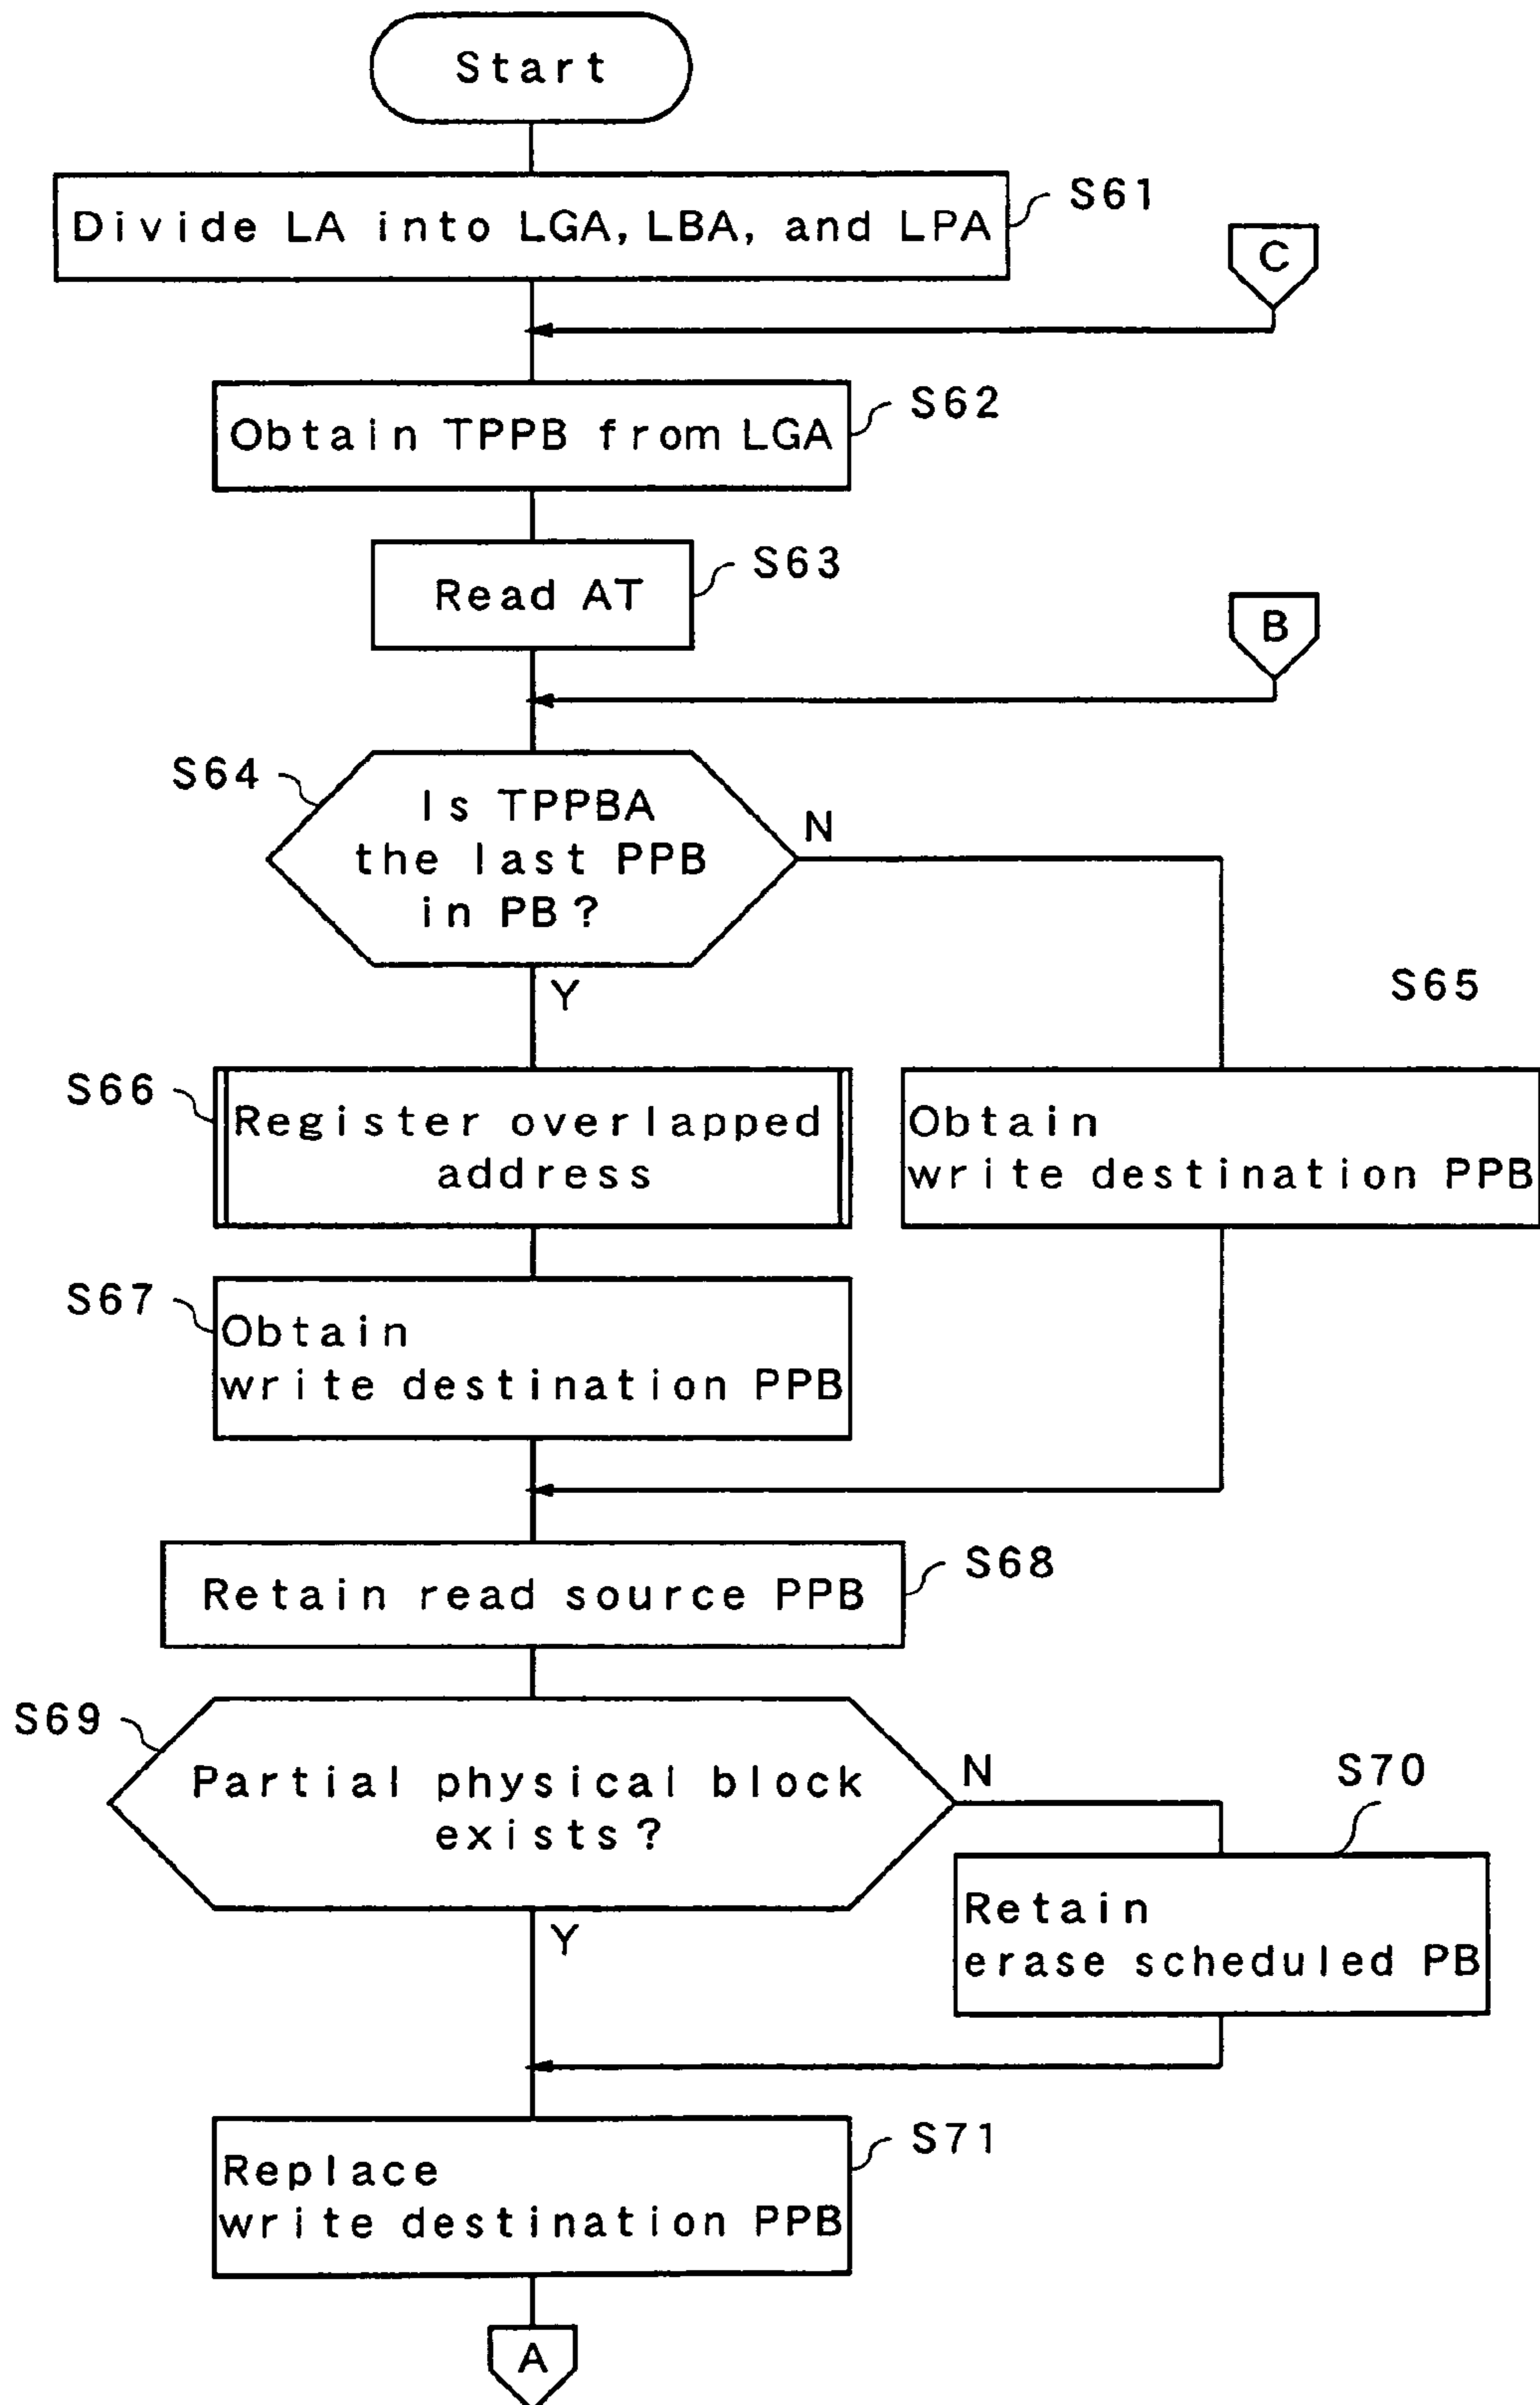 Start
Divide LA into LGA, LBA, and LPA
S61
C
Obtain TPPB from LGA
S62
Read AT
S63
B
S64
Is TPPBA
the last PPB
in PB?
N
Y
S65
S66
Register overlapped
address
Obtain
write destination PPB
S67
Obtain
write destination PPB
Retain read source PPB
S68
S69
Partial physical block
exists?
N
Y
S70
Retain
erase scheduled PB
Replace
write destination PPB
S71
A